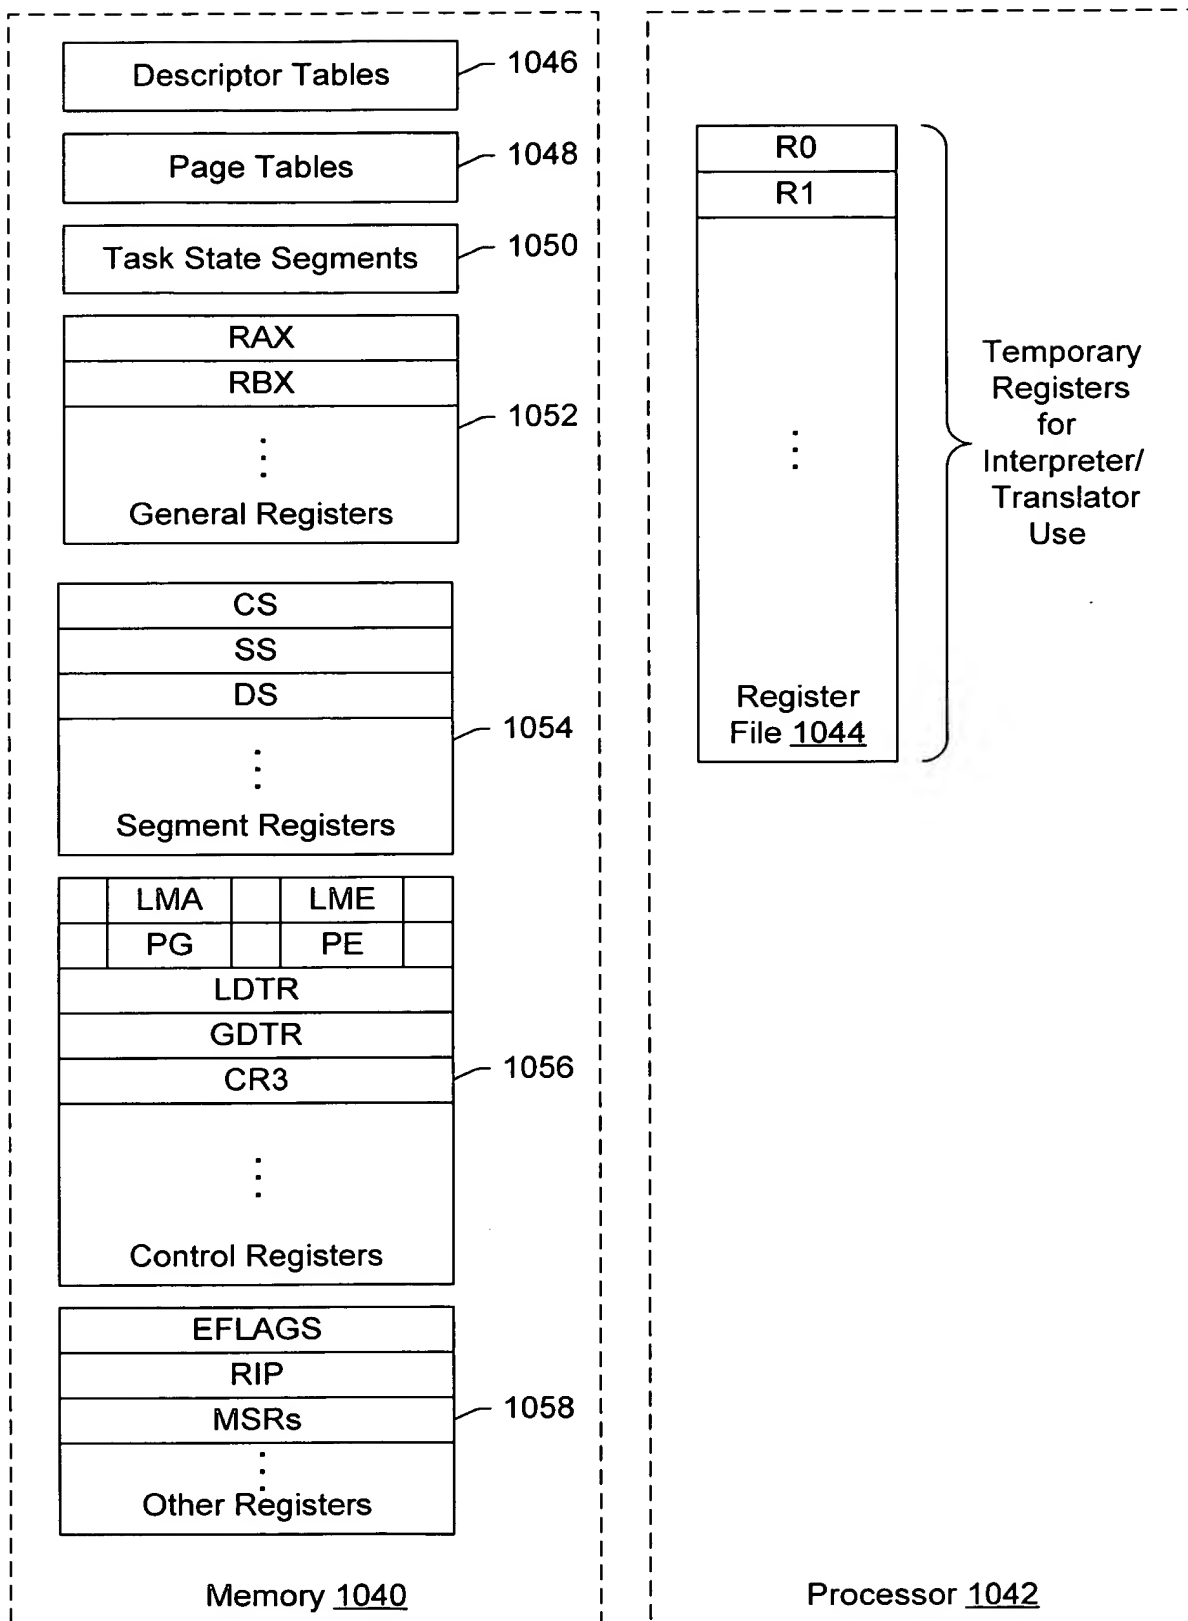 Descriptor Tables
1046
Page Tables
1048
Task State Segments
1050
RAX
RBX
1052
General Registers
CS
SS
DS
1054
Segment Registers
LMA LME
PG PE
LDTR
GDTR
CR3
1056
Control Registers
EFLAGS
RIP
MSRs
1058
Other Registers
Memory 1040
R0
R1
Register
File 1044
Temporary
Registers
for
Interpreter/
Translator
Use
Processor 1042